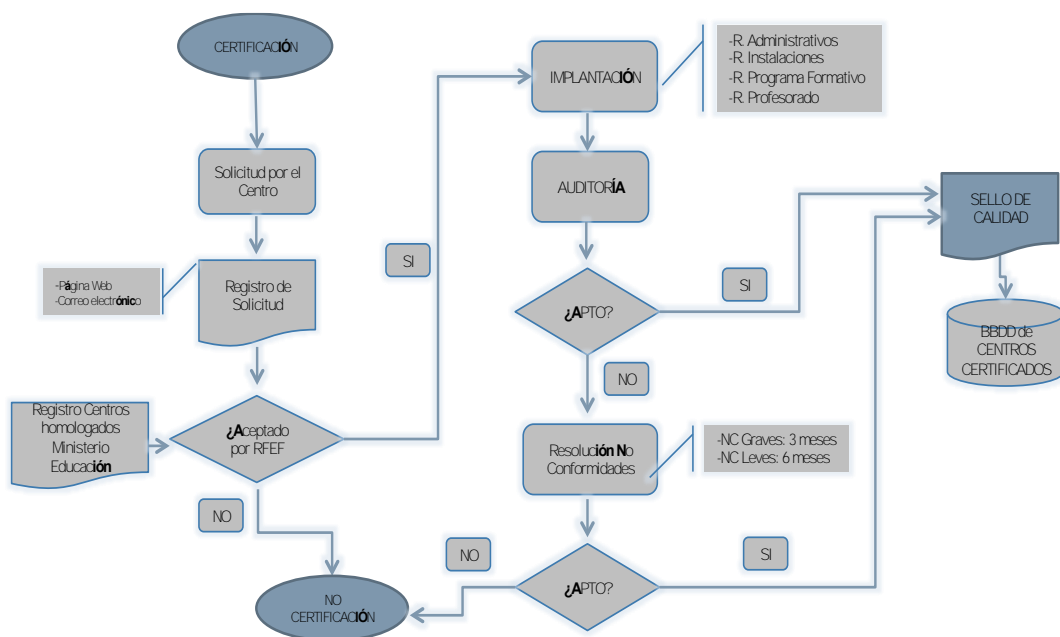 CERTIFICACIÓN
Solicitud por el
Centro
-Página Web
-Correo electrónico
Registro de
Solicitud
Registro Centros
homologados
Ministerio
Educación
¿Aceptado
por RFEF
SI
NO
NO
CERTIFICACIÓN
IMPLANTACIÓN
-R. Administrativos
-R. Instalaciones
-R. Programa Formativo
-R. Profesorado
AUDITORÍA
¿APTO?
SI
NO
Resolución No
Conformidades
-NC Graves: 3 meses
-NC Leves: 6 meses
¿APTO?
NO
SI
SELLO DE
CALIDAD
BBDD de
CENTROS
CERTIFICADOS